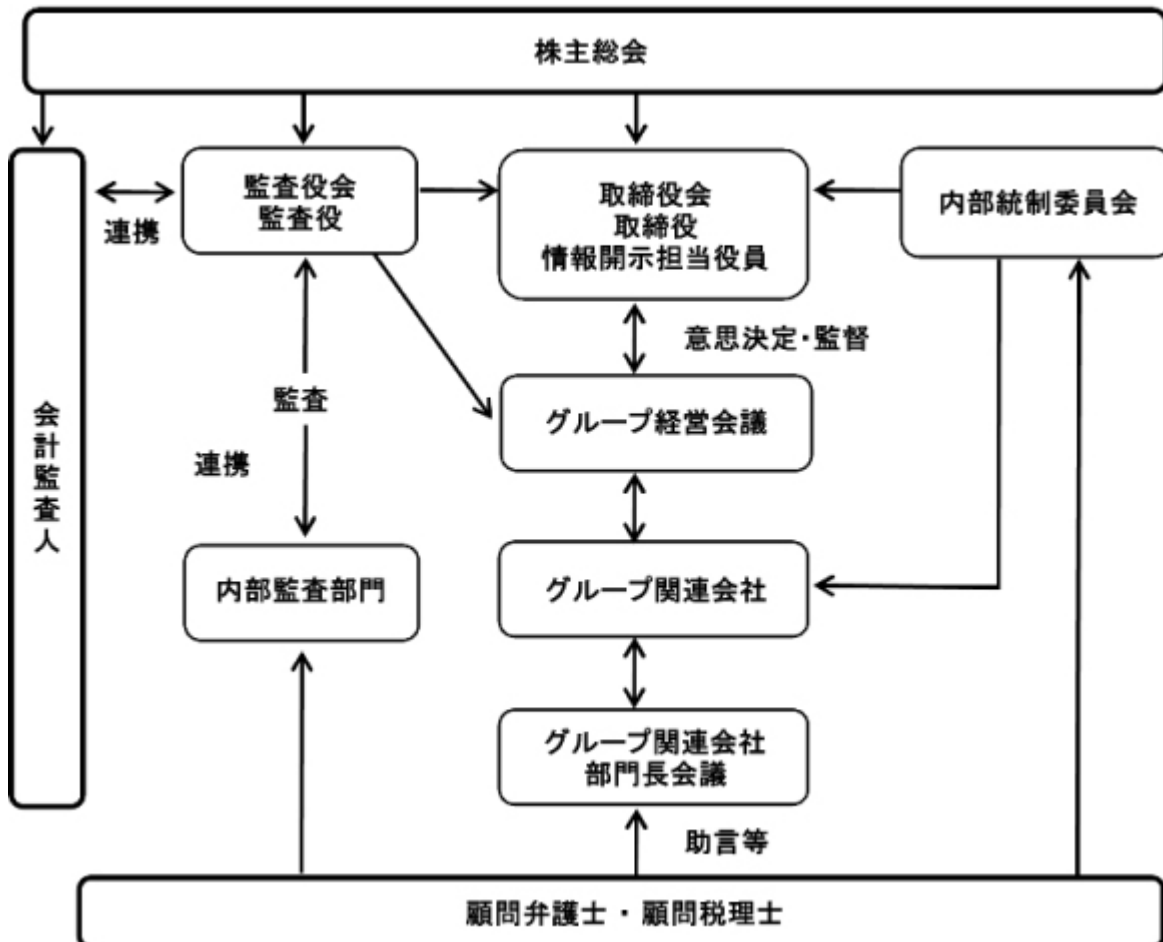 株主総会
監査役会
監査役
取締役会
取締役
情報開示担当役員
内部統制委員会
連携
意思決定・監督
会計監査人
監査
グループ経営会議
連携
内部監査部門
グループ関連会社
グループ関連会社
部門長会議
助言等
顧問弁護士・顧問税理士